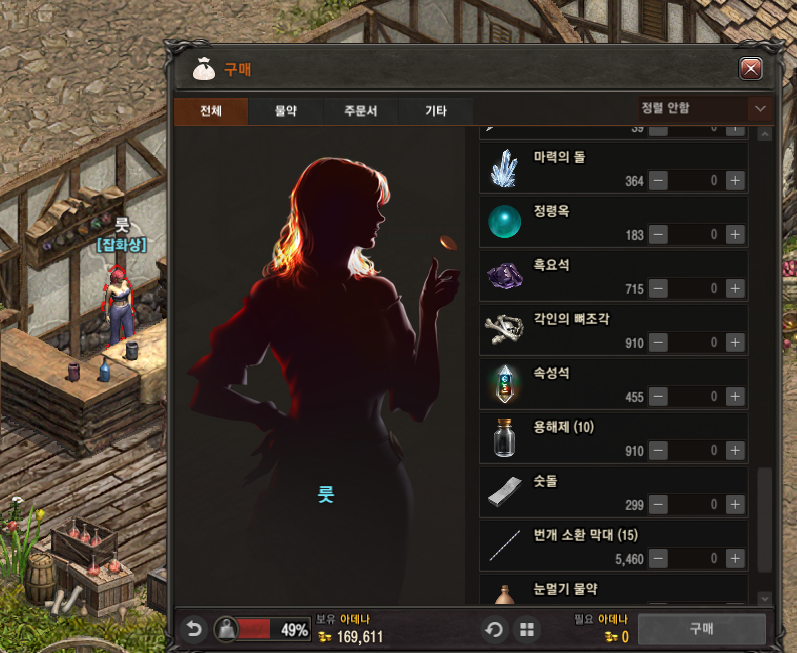 구매
전체 물약 주문서 기타 정렬 안함
룻
[잡화상]
39 0
마력의 돌
364 0
정령옥
183 0
흑요석
715 0
각인의 뼈조각
910 0
속성석
455 0
용해제 (10)
910 0
숫돌
299 0
번개 소환 막대 (15)
5,460 0
눈멀기 물약
룻
49%
보유 아데나
169,611
필요 아데나
0
구매